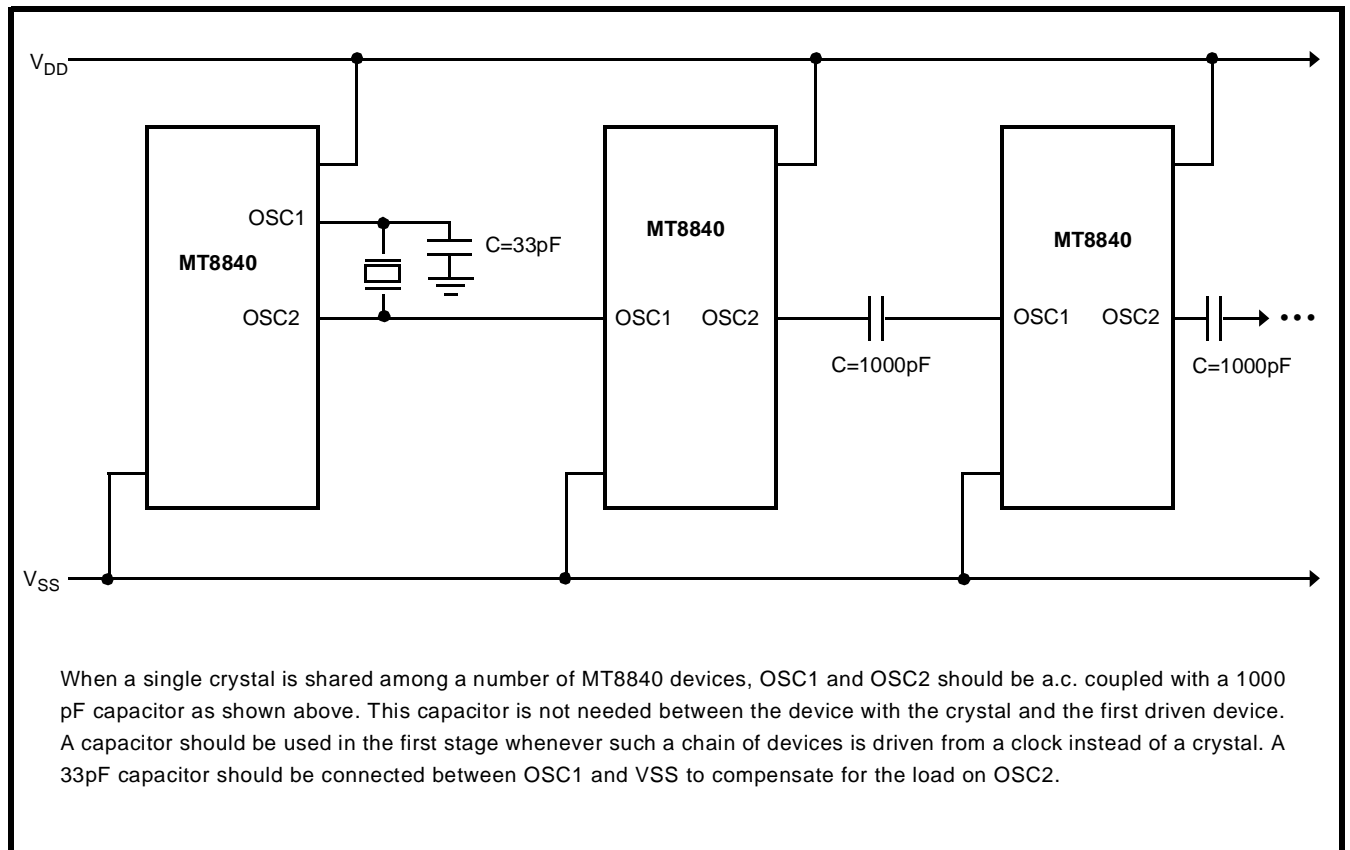 VDD
OSC1
MT8840
OSC2
C=33pF
MT8840
OSC1 OSC2
C=1000pF
MT8840
OSC1 OSC2
C=1000pF
VSS
When a single crystal is shared among a number of MT8840 devices, OSC1 and OSC2 should be a.c. coupled with a 1000
pF capacitor as shown above. This capacitor is not needed between the device with the crystal and the first driven device.
A capacitor should be used in the first stage whenever such a chain of devices is driven from a clock instead of a crystal. A
33pF capacitor should be connected between OSC1 and VSS to compensate for the load on OSC2.